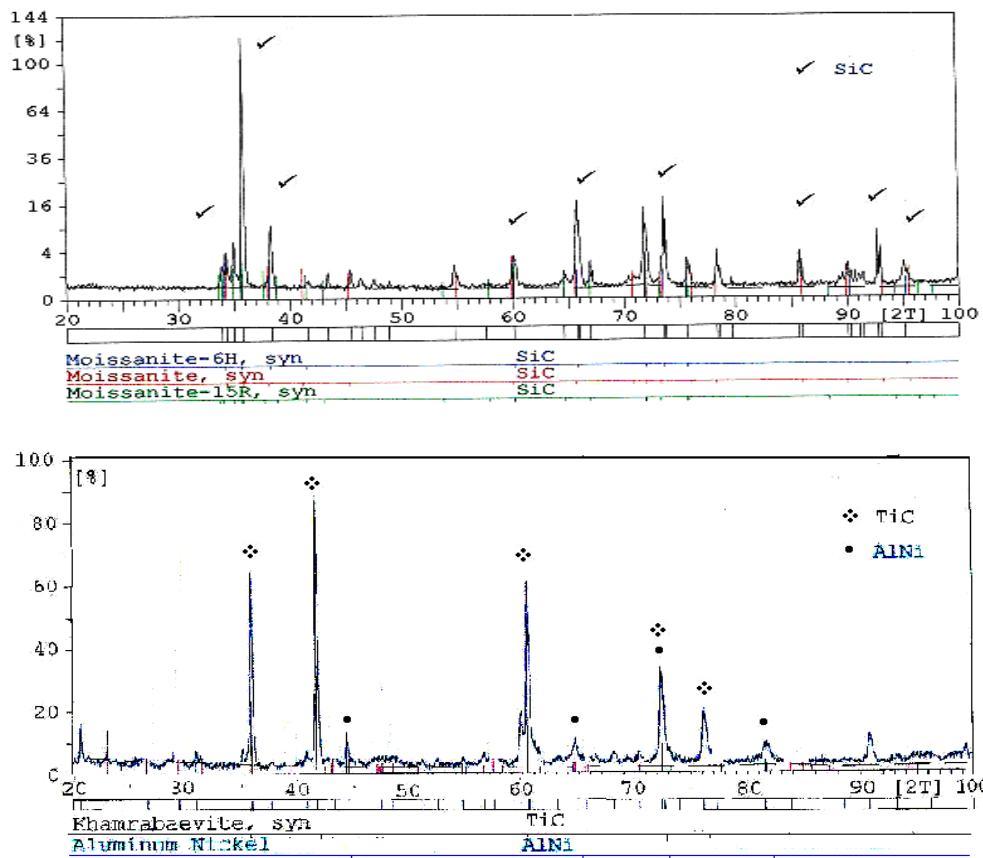 144
[%]
100
64
36
16
4
0
✓ SiC
20 30 40 50 60 70 80 90 [2T] 100
Moissanite-6H, syn SiC
Moissanite, syn SiC
Moissanite-15R, syn SiC
100
[%]
80
60
40
20
C
❖ TiC
● AlNi
2C 30 40 50 60 70 80 90 [2T] 100
Khamrabaevite, syn TiC
Aluminum Nickel AlNi